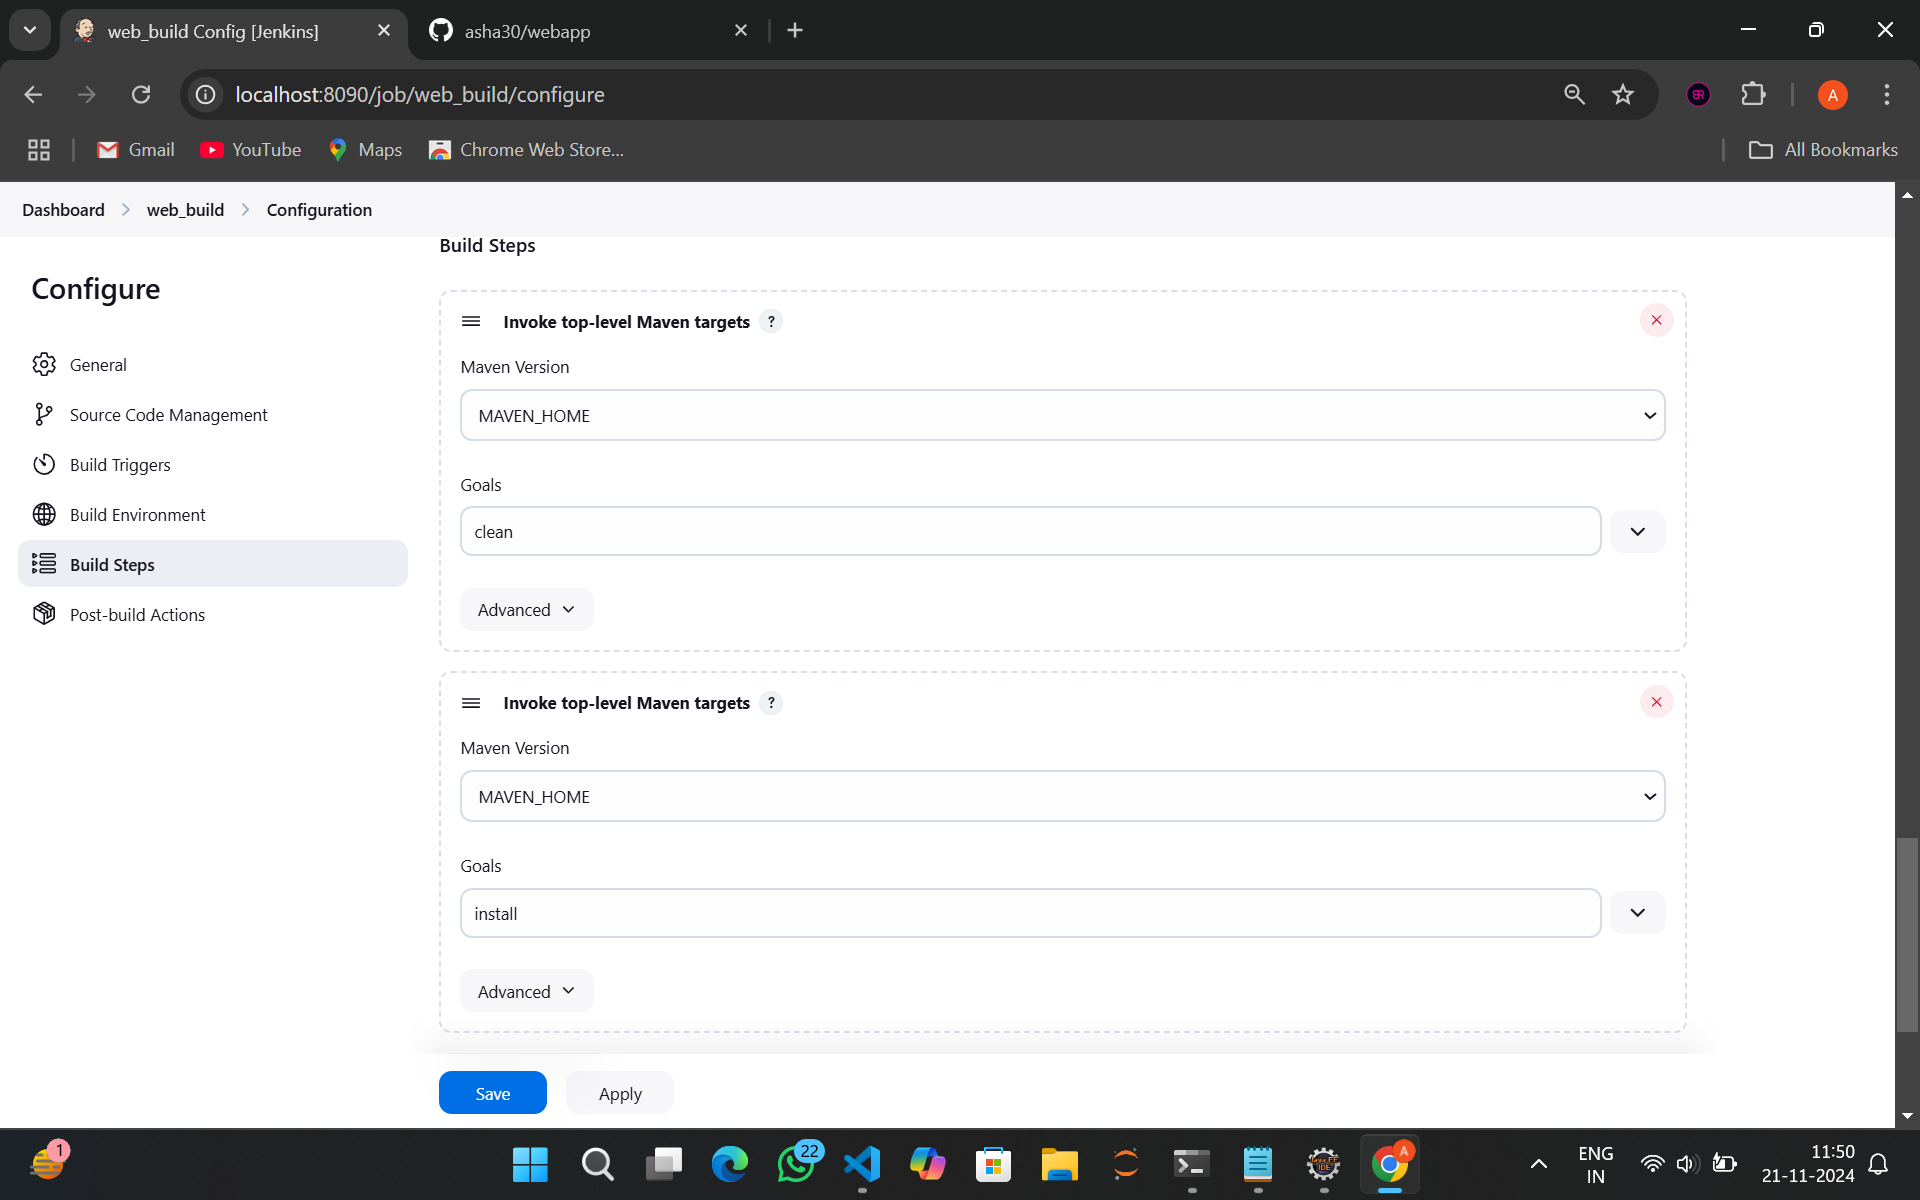 web_build Config [Jenkins]
asha30/webapp
localhost:8090/job/web_build/configure
A
Gmail
YouTube
Maps
Chrome Web Store...
All Bookmarks
Dashboard
web_build
Configuration
Build Steps
Configure
General
Source Code Management
Build Triggers
Build Environment
Build Steps
Post-build Actions
Invoke top-level Maven targets ?
Maven Version
MAVEN_HOME
Goals
clean
Advanced
Invoke top-level Maven targets ?
Maven Version
MAVEN_HOME
Goals
install
Advanced
Save
Apply
1
22
Java EE
IDE
A
ENG
IN
11:50
21-11-2024